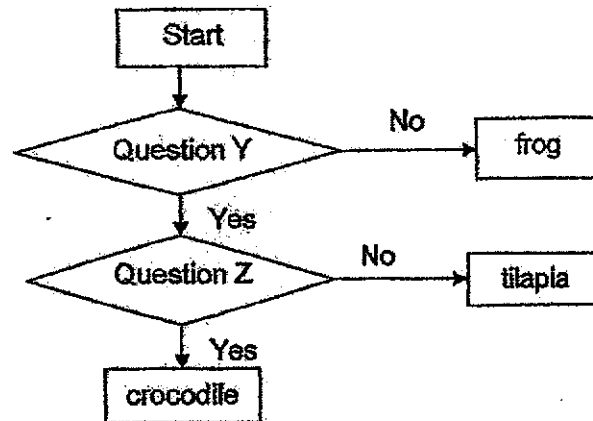 Start
Question Y
No
frog
Yes
Question Z
No
tilapia
Yes
crocodile